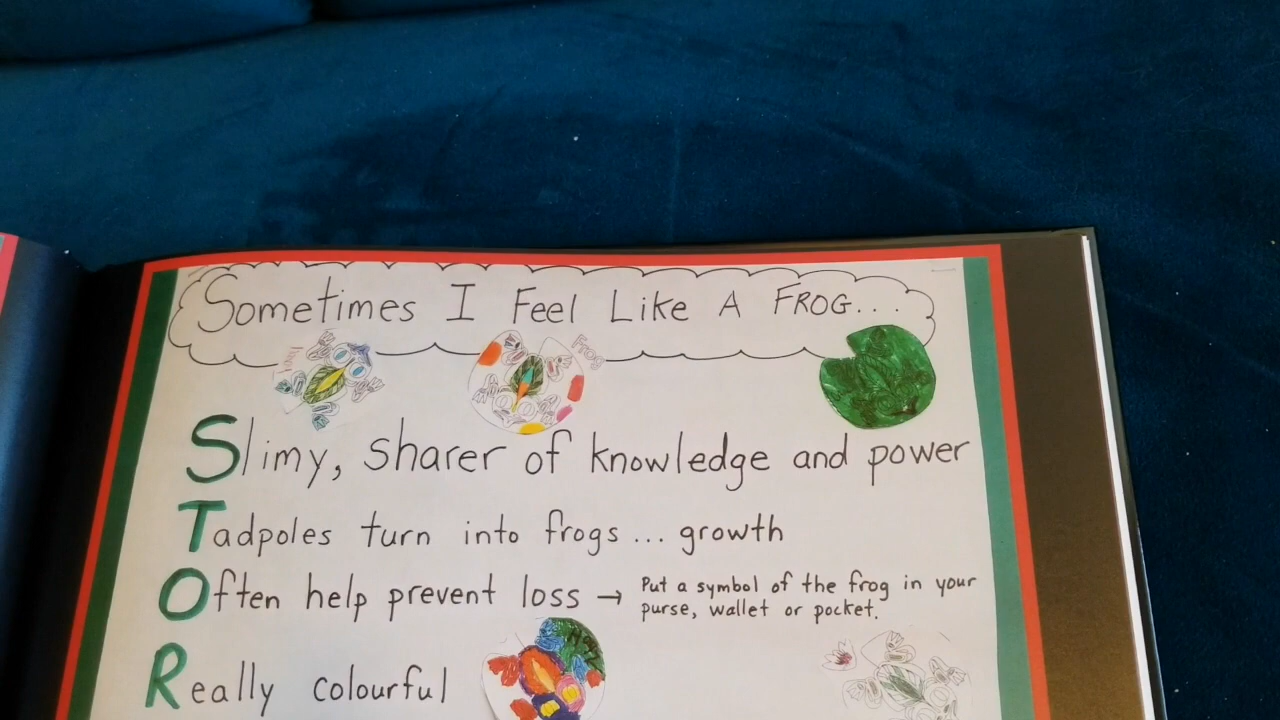 Sometimes I Feel Like A FROG...
Frog
Slimy, sharer of knowledge and power
Tadpoles turn into frogs... growth
Often help prevent loss → Put a symbol of the frog in your
purse, wallet or pocket.
Really colourful